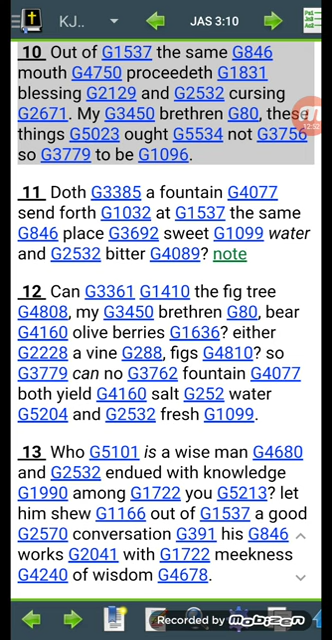 KJ..
JAS 3:10
10 Out of G1537 the same G846
mouth G4750 proceedeth G1831
blessing G2129 and G2532 cursing
G2671. My G3450 brethren G80, these
things G5023 ought G5534 not G3756
so G3779 to be G1096.
11 Doth G3385 a fountain G4077
send forth G1032 at G1537 the same
G846 place G3692 sweet G1099 water
and G2532 bitter G4089? note
12 Can G3361 G1410 the fig tree
G4808, my G3450 brethren G80, bear
G4160 olive berries G1636? either
G2228 a vine G288, figs G4810? so
G3779 can no G3762 fountain G4077
both yield G4160 salt G252 water
G5204 and G2532 fresh G1099.
13 Who G5101 is a wise man G4680
and G2532 endued with knowledge
G1990 among G1722 you G5213? let
him shew G1166 out of G1537 a good
G2570 conversation G391 his G846
works G2041 with G1722 meekness
G4240 of wisdom G4678.
Recorded by Mobizen